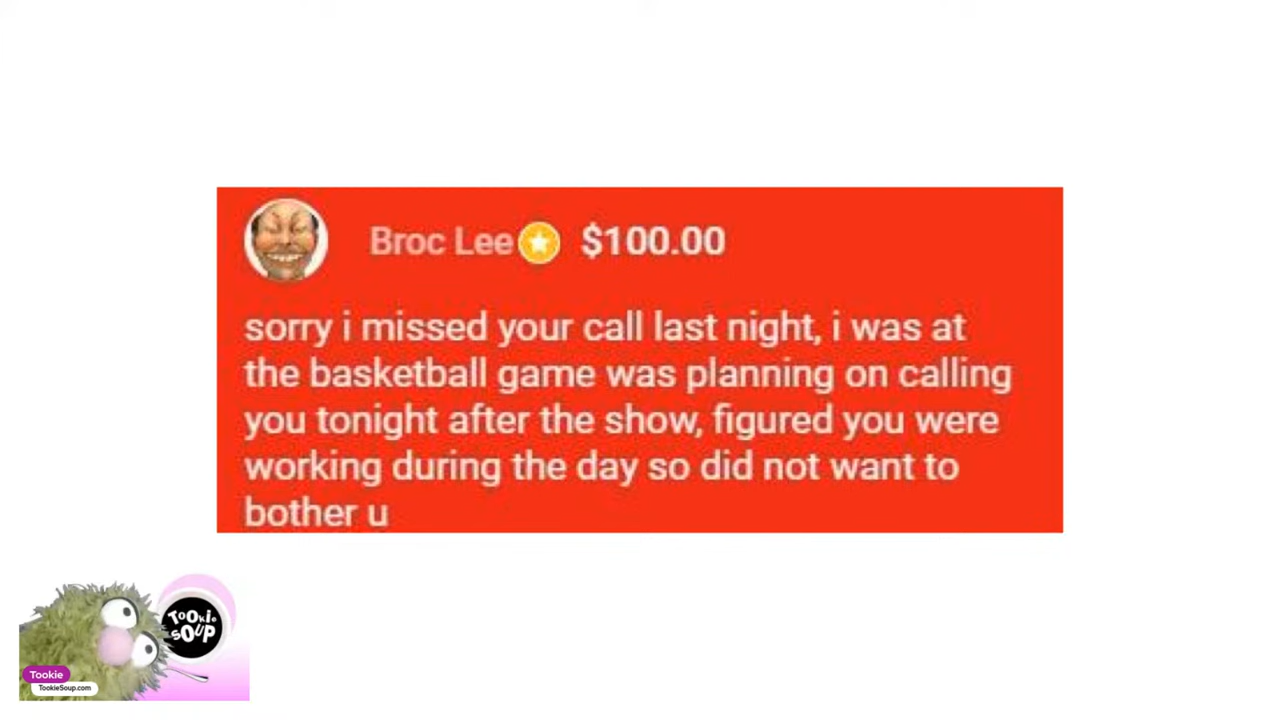 Broc Lee $100.00
sorry i missed your call last night, i was at
the basketball game was planning on calling
you tonight after the show, figured you were
working during the day so did not want to
bother u
TOOKiE
SOUP
Tookie
TookieSoup.com